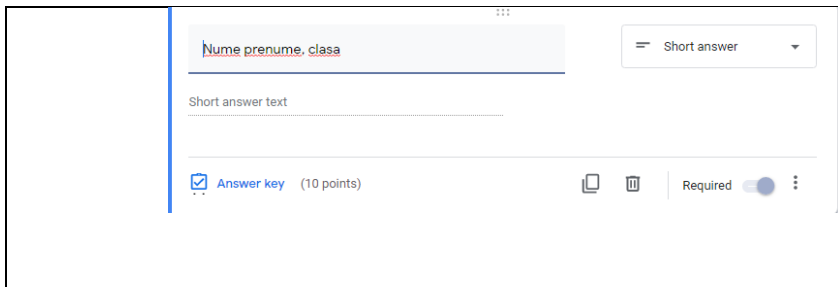 Nume prenume, clasa
Short answer
Short answer text
Answer key (10 points)
Required